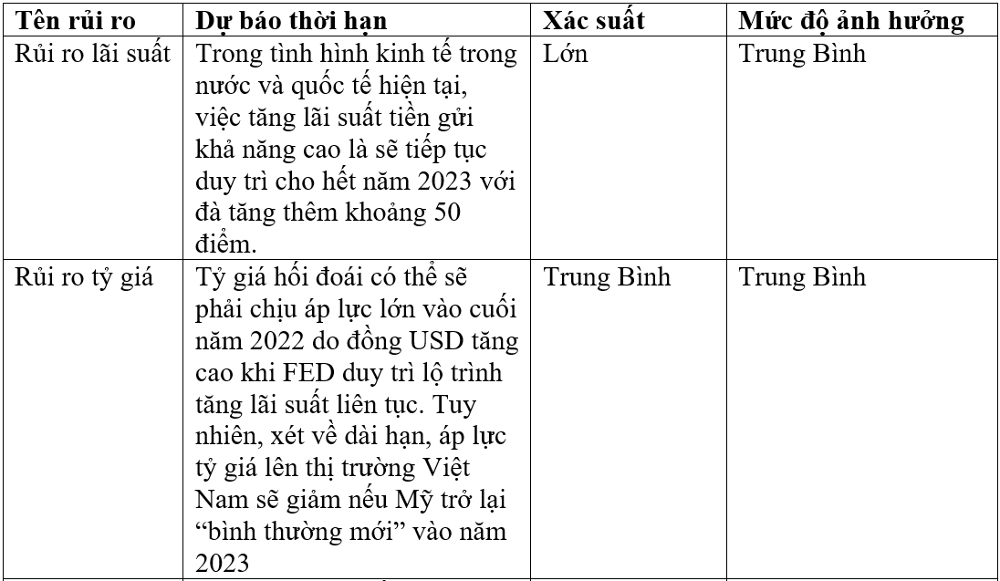 Tên rủi ro
Dự báo thời hạn
Xác suất
Mức độ ảnh hưởng
Rủi ro lãi suất
Trong tình hình kinh tế trong
nước và quốc tế hiện tại,
việc tăng lãi suất tiền gửi
khả năng cao là sẽ tiếp tục
duy trì cho hết năm 2023 với
đà tăng thêm khoảng 50
điểm.
Lớn
Trung Bình
Rủi ro tỷ giá
Tỷ giá hối đoái có thể sẽ
phải chịu áp lực lớn vào cuối
năm 2022 do đồng USD tăng
cao khi FED duy trì lộ trình
tăng lãi suất liên tục. Tuy
nhiên, xét về dài hạn, áp lực
tỷ giá lên thị trường Việt
Nam sẽ giảm nếu Mỹ trở lại
“bình thường mới” vào năm
2023
Trung Bình
Trung Bình